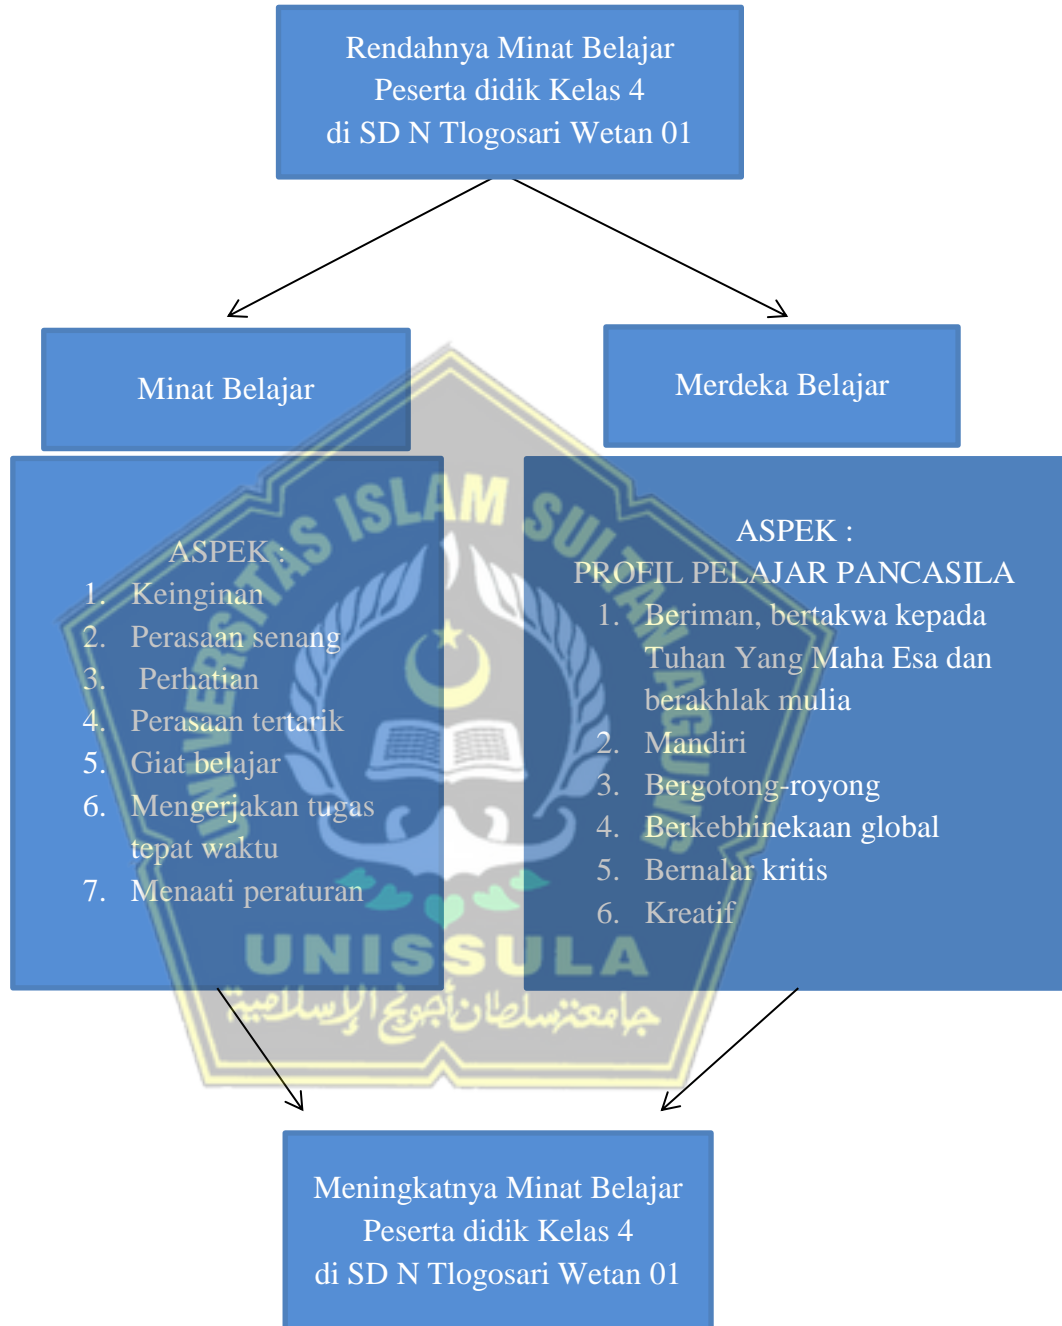 Rendahnya Minat Belajar
Peserta didik Kelas 4
di SD N Tlogosari Wetan 01
Minat Belajar
Merdeka Belajar
ASPEK :
1. Keinginan
2. Perasaan senang
3. Perhatian
4. Perasaan tertarik
5. Giat belajar
6. Mengerjakan tugas
tepat waktu
7. Menaati peraturan
ASPEK :
PROFIL PELAJAR PANCASILA
1. Beriman, bertakwa kepada
Tuhan Yang Maha Esa dan
berakhlak mulia
2. Mandiri
3. Bergotong-royong
4. Berkebhinekaan global
5. Bernalar kritis
6. Kreatif
UNIVERSITAS ISLAM SULTAN AGUNG
UNISSULA
جامعة سلطان أجونج الإسلامية
Meningkatnya Minat Belajar
Peserta didik Kelas 4
di SD N Tlogosari Wetan 01